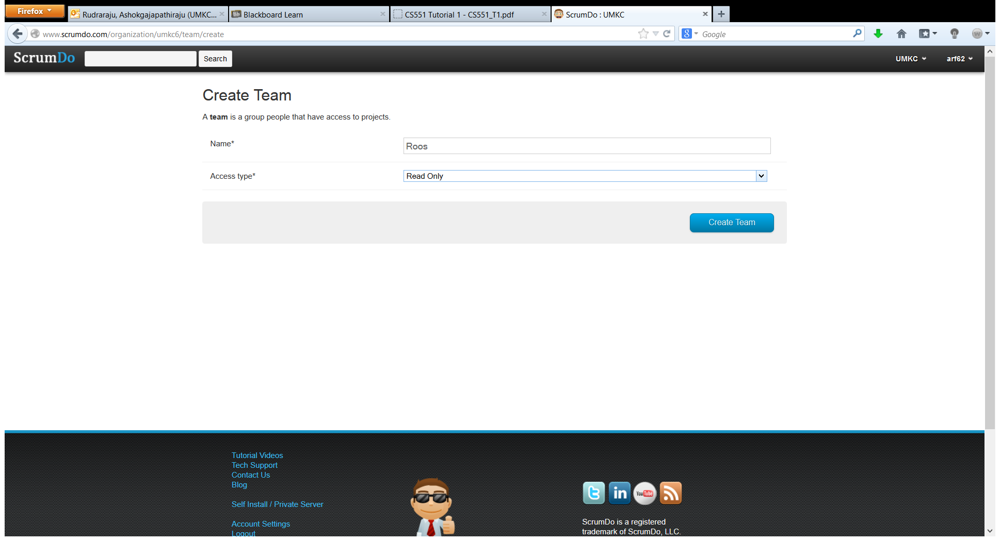 Firefox
Rudraraju, Ashokgajapathiraju (UMKC...
Blackboard Learn
CS551 Tutorial 1 - CS551_T1.pdf
ScrumDo : UMKC
www.scrumdo.com/organization/umkc6/team/create
Google
ScrumDo
Search
UMKC
arf62
Create Team
A team is a group people that have access to projects.
Name*
Roos
Access type*
Read Only
Create Team
Tutorial Videos
Tech Support
Contact Us
Blog
Self Install / Private Server
Account Settings
Logout
You Tube
ScrumDo is a registered
trademark of ScrumDo, LLC.